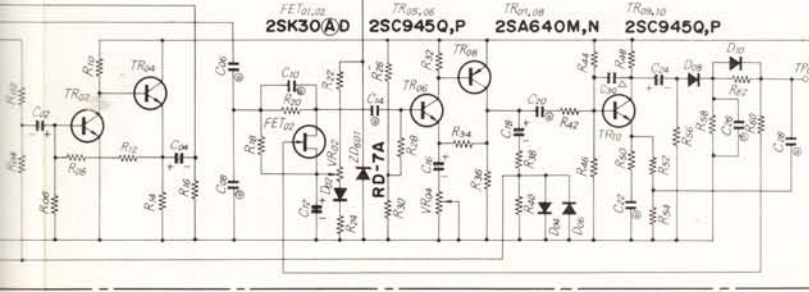 FET01,02 TR05,06 TR07,08 TR09,10
2SK30ⒶD 2SC945Q,P 2SA640M,N 2SC945Q,P
R10
TR04
C06
C10
R22
R26
R32
TR08
R44
R48
C24
D08
D10
R02
C02
TR02
R20
C14
TR06
C20
R42
R62
R58
C26
R60
R18
FET02
VR02
ZD601
RD-7A
R28
R34
C18
TR10
R56
R04
R08
R12
C04
R16
C08
D02
C16
R38
R46
R50
R52
R06
R14
C12
R24
R30
VR04
R36
R40
D04
D06
C22
R54
C28